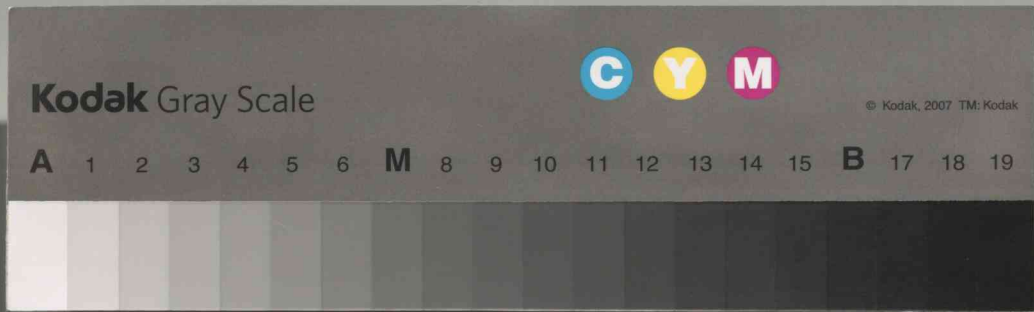 Kodak Gray Scale
C Y M
© Kodak, 2007 TM: Kodak
A 1 2 3 4 5 6 M 8 9 10 11 12 13 14 15 B 17 18 19